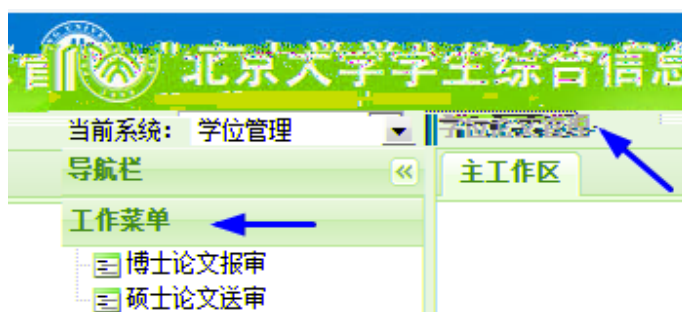 北京大学学生综合信息
当前系统： 学位管理
导航栏
主工作区
工作菜单
博士论文报审
硕士论文送审